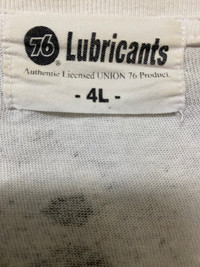 76® Lubricants
Authentic Licensed UNION 76 Product.
- 4L -